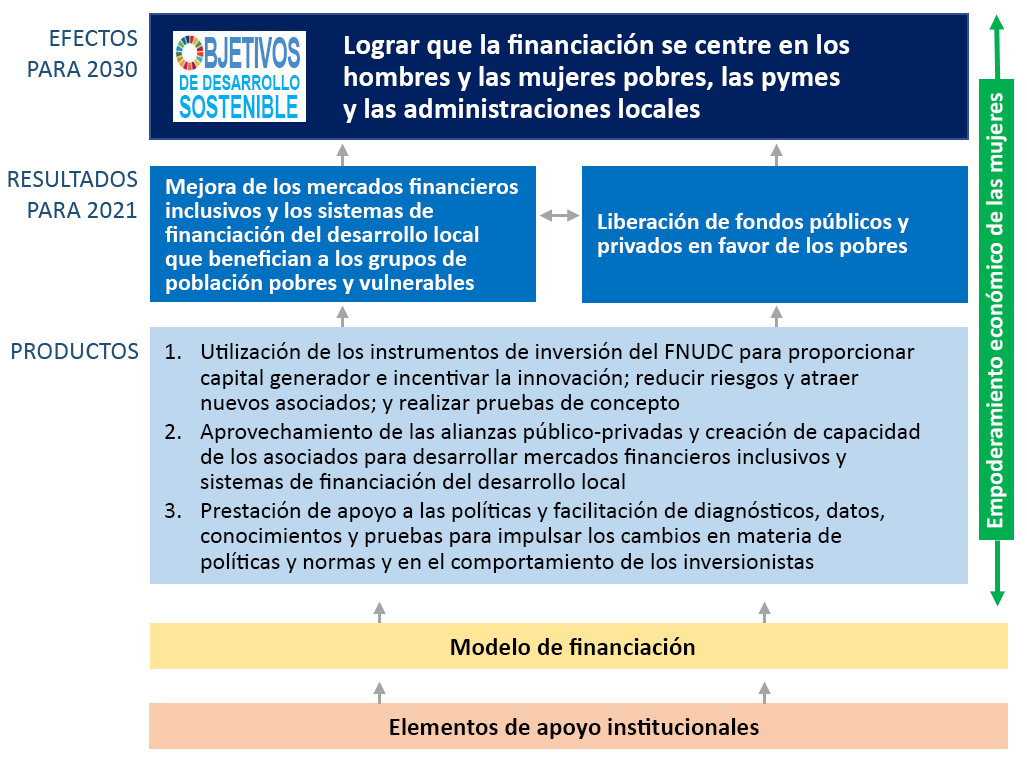 EFECTOS
PARA 2030
OBJETIVOS
DE DESARROLLO
SOSTENIBLE
Lograr que la financiación se centre en los
hombres y las mujeres pobres, las pymes
y las administraciones locales
RESULTADOS
PARA 2021
Mejora de los mercados financieros
inclusivos y los sistemas de
financiación del desarrollo local
que benefician a los grupos de
población pobres y vulnerables
Liberación de fondos públicos y
privados en favor de los pobres
PRODUCTOS
1. Utilización de los instrumentos de inversión del FNUDC para proporcionar
capital generador e incentivar la innovación; reducir riesgos y atraer
nuevos asociados; y realizar pruebas de concepto
2. Aprovechamiento de las alianzas público-privadas y creación de capacidad
de los asociados para desarrollar mercados financieros inclusivos y
sistemas de financiación del desarrollo local
3. Prestación de apoyo a las políticas y facilitación de diagnósticos, datos,
conocimientos y pruebas para impulsar los cambios en materia de
políticas y normas y en el comportamiento de los inversionistas
Empoderamiento económico de las mujeres
Modelo de financiación
Elementos de apoyo institucionales